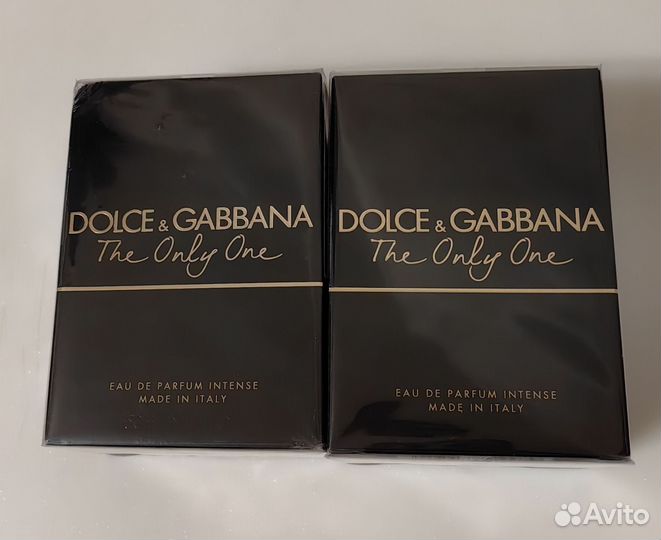 DOLCE & GABBANA
The Only One
EAU DE PARFUM INTENSE
MADE IN ITALY
DOLCE & GABBANA
The Only One
EAU DE PARFUM INTENSE
MADE IN ITALY
Avito